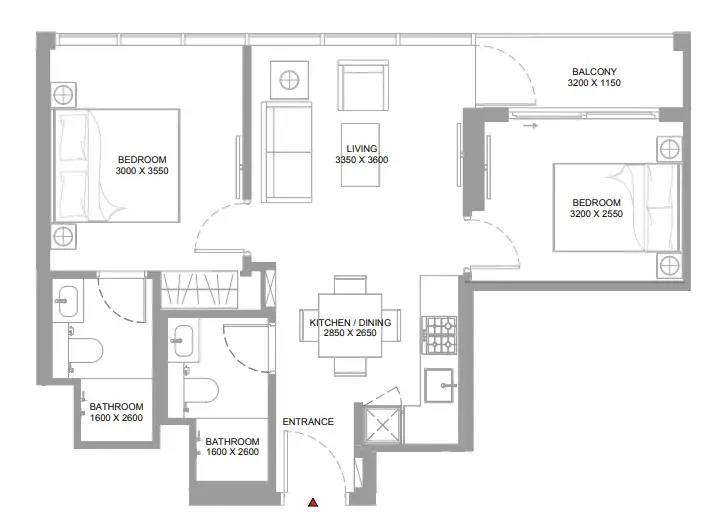 BALCONY
3200 X 1150
LIVING
3350 X 3600
BEDROOM
3000 X 3550
BEDROOM
3200 X 2550
KITCHEN / DINING
2850 X 2650
BATHROOM
1600 X 2600
ENTRANCE
BATHROOM
1600 X 2600